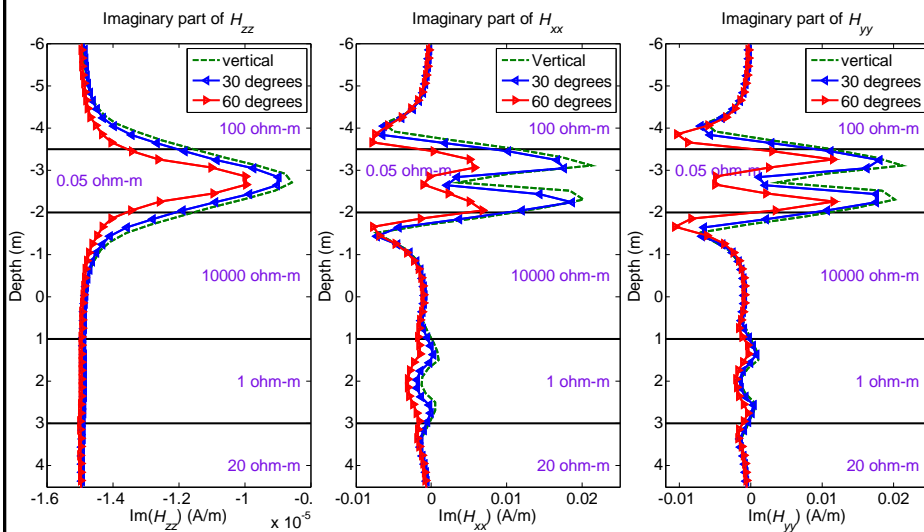 Imaginary part of Hzz
-6
-5
-4
-3
-2
-1
0
1
2
3
4
Depth (m)
vertical
30 degrees
60 degrees
100 ohm-m
0.05 ohm-m
10000 ohm-m
1 ohm-m
20 ohm-m
-1.6 -1.4 -1.2 -1 -0.
Im(Hzz) (A/m)
x 10-5
Imaginary part of Hxx
-6
-5
-4
-3
-2
-1
0
1
2
3
4
Depth (m)
Vertical
30 degrees
60 degrees
100 ohm-m
0.05 ohm-m
10000 ohm-m
1 ohm-m
20 ohm-m
-0.01 0 0.01 0.02
Im(Hxx) (A/m)
Imaginary part of Hyy
-6
-5
-4
-3
-2
-1
0
1
2
3
4
Depth (m)
vertical
30 degrees
60 degrees
100 ohm-m
0.05 ohm-m
10000 ohm-m
1 ohm-m
20 ohm-m
-0.01 0 0.01 0.02
Im(Hyy) (A/m)